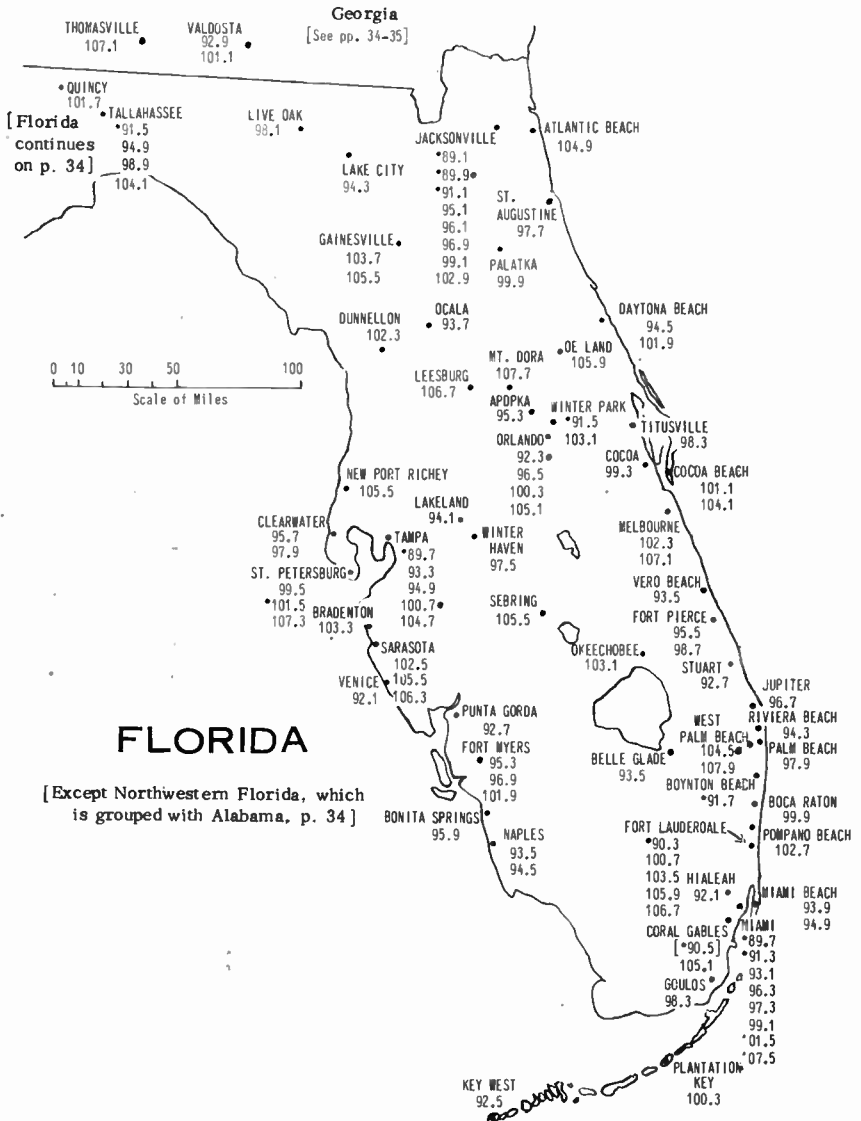 Georgia
[See pp. 34-35]
THOMASVILLE
107.1
VALDOSTA
92.9
101.1
QUINCY
101.7
TALLAHASSEE
*91.5
94.9
98.9
104.1
[Florida
continues
on p. 34]
LIVE OAK
98.1
LAKE CITY
94.3
JACKSONVILLE
*89.1
*89.9
*91.1
95.1
96.1
96.9
99.1
102.9
ATLANTIC BEACH
104.9
ST.
AUGUSTINE
97.7
GAINESVILLE
103.7
105.5
PALATKA
99.9
DUNNELLON
102.3
OCALA
93.7
DAYTONA BEACH
94.5
101.9
OE LAND
105.9
MT. DORA
107.7
LEESBURG
106.7
0 10 30 50 100
Scale of Miles
APDPKA
95.3
WINTER PARK
*91.5
103.1
ORLANDO
92.3
96.5
100.3
105.1
TITUSVILLE
98.3
COCOA
99.3
COCOA BEACH
101.1
104.1
NEW PORT RICHEY
105.5
LAKELAND
94.1
MELBOURNE
102.3
107.1
CLEARWATER
95.7
97.9
TAMPA
*89.7
93.3
94.9
100.7
104.7
WINTER
HAVEN
97.5
ST. PETERSBURG
99.5
101.5
107.3
VERO BEACH
93.5
BRADENTON
103.3
SEBRING
105.5
FORT PIERCE
95.5
98.7
SARASOTA
102.5
105.5
106.3
OKEECHOBEE
103.1
STUART
92.7
VENICE
92.1
JUPITER
96.7
PUNTA GORDA
92.7
RIVIERA BEACH
94.3
WEST
PALM BEACH
104.5
107.9
PALM BEACH
97.9
FLORIDA
FORT MYERS
95.3
96.9
101.9
BELLE GLADE
93.5
BOYNTON BEACH
*91.7
[Except Northwestern Florida, which
is grouped with Alabama, p. 34]
BONITA SPRINGS
95.9
BOCA RATON
99.9
NAPLES
93.5
94.5
FORT LAUDEROALE
90.3
100.7
103.5
105.9
106.7
POMPANO BEACH
102.7
HIALEAH
92.1
MIAMI BEACH
93.9
94.9
CORAL GABLES
[*90.5]
105.1
MIAMI
*89.7
*91.3
93.1
96.3
97.3
99.1
'01.5
'07.5
GOULOS
98.3
PLANTATION
KEY
100.3
KEY WEST
92.5